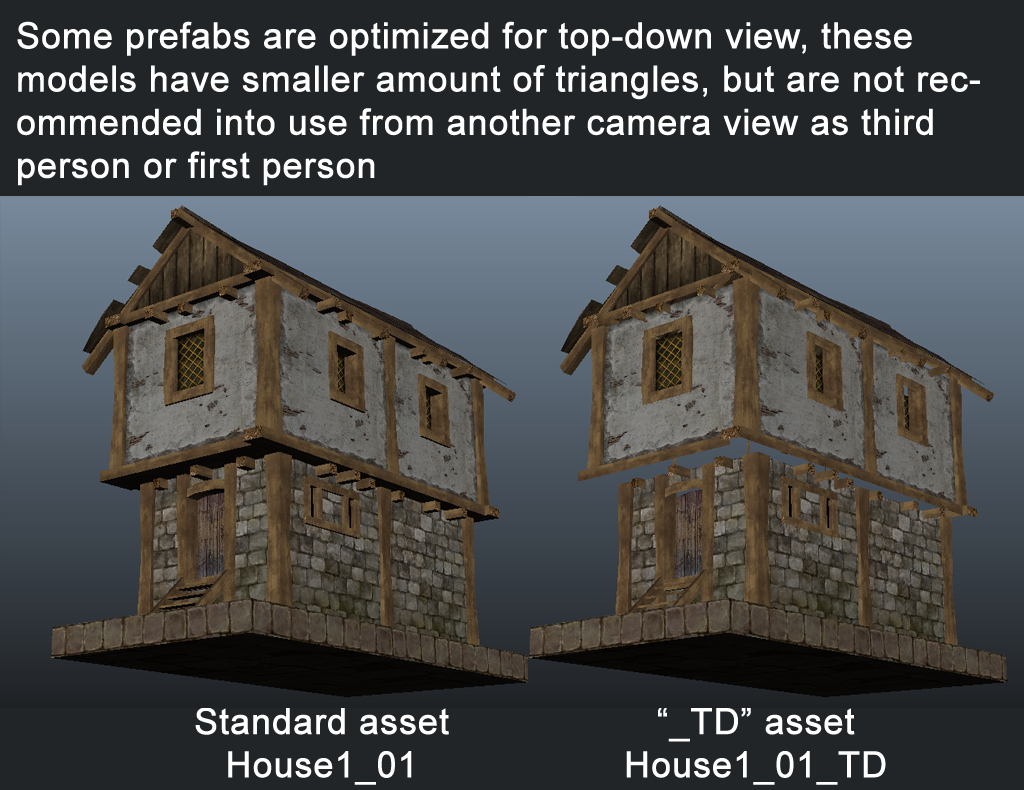 Some prefabs are optimized for top-down view, these
models have smaller amount of triangles, but are not rec-
ommended into use from another camera view as third
person or first person
Standard asset
House1_01
“_TD” asset
House1_01_TD